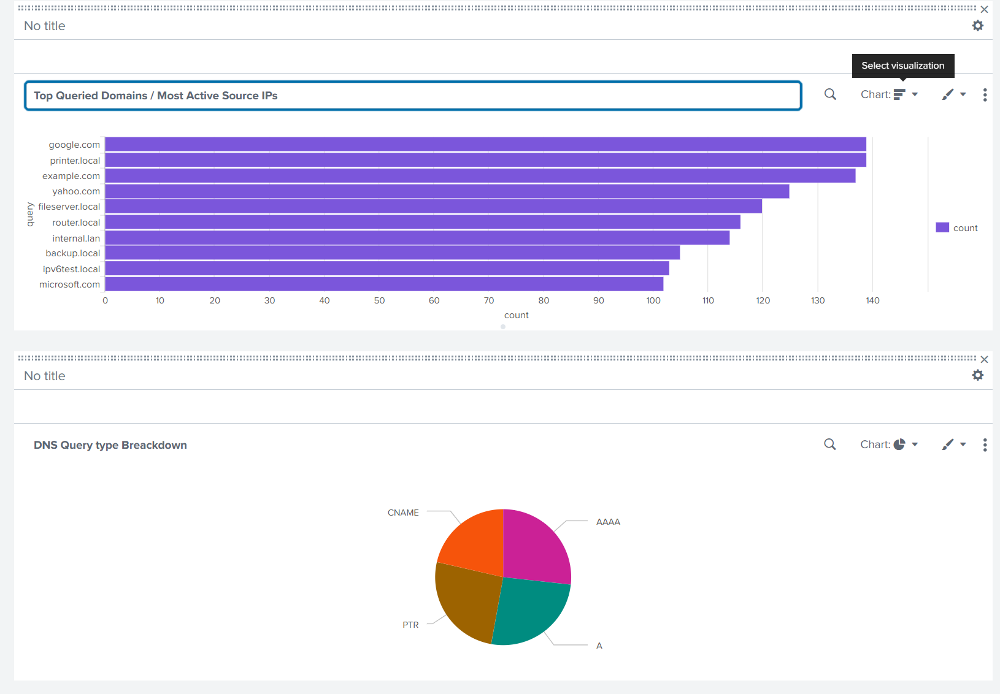 No title
Select visualization
Top Queried Domains / Most Active Source IPs
Chart:
query
google.com
printer.local
example.com
yahoo.com
fileserver.local
router.local
internal.lan
backup.local
ipv6test.local
microsoft.com
count
0 10 20 30 40 50 60 70 80 90 100 110 120 130 140
count
No title
DNS Query type Breackdown
Chart:
CNAME
AAAA
PTR
A